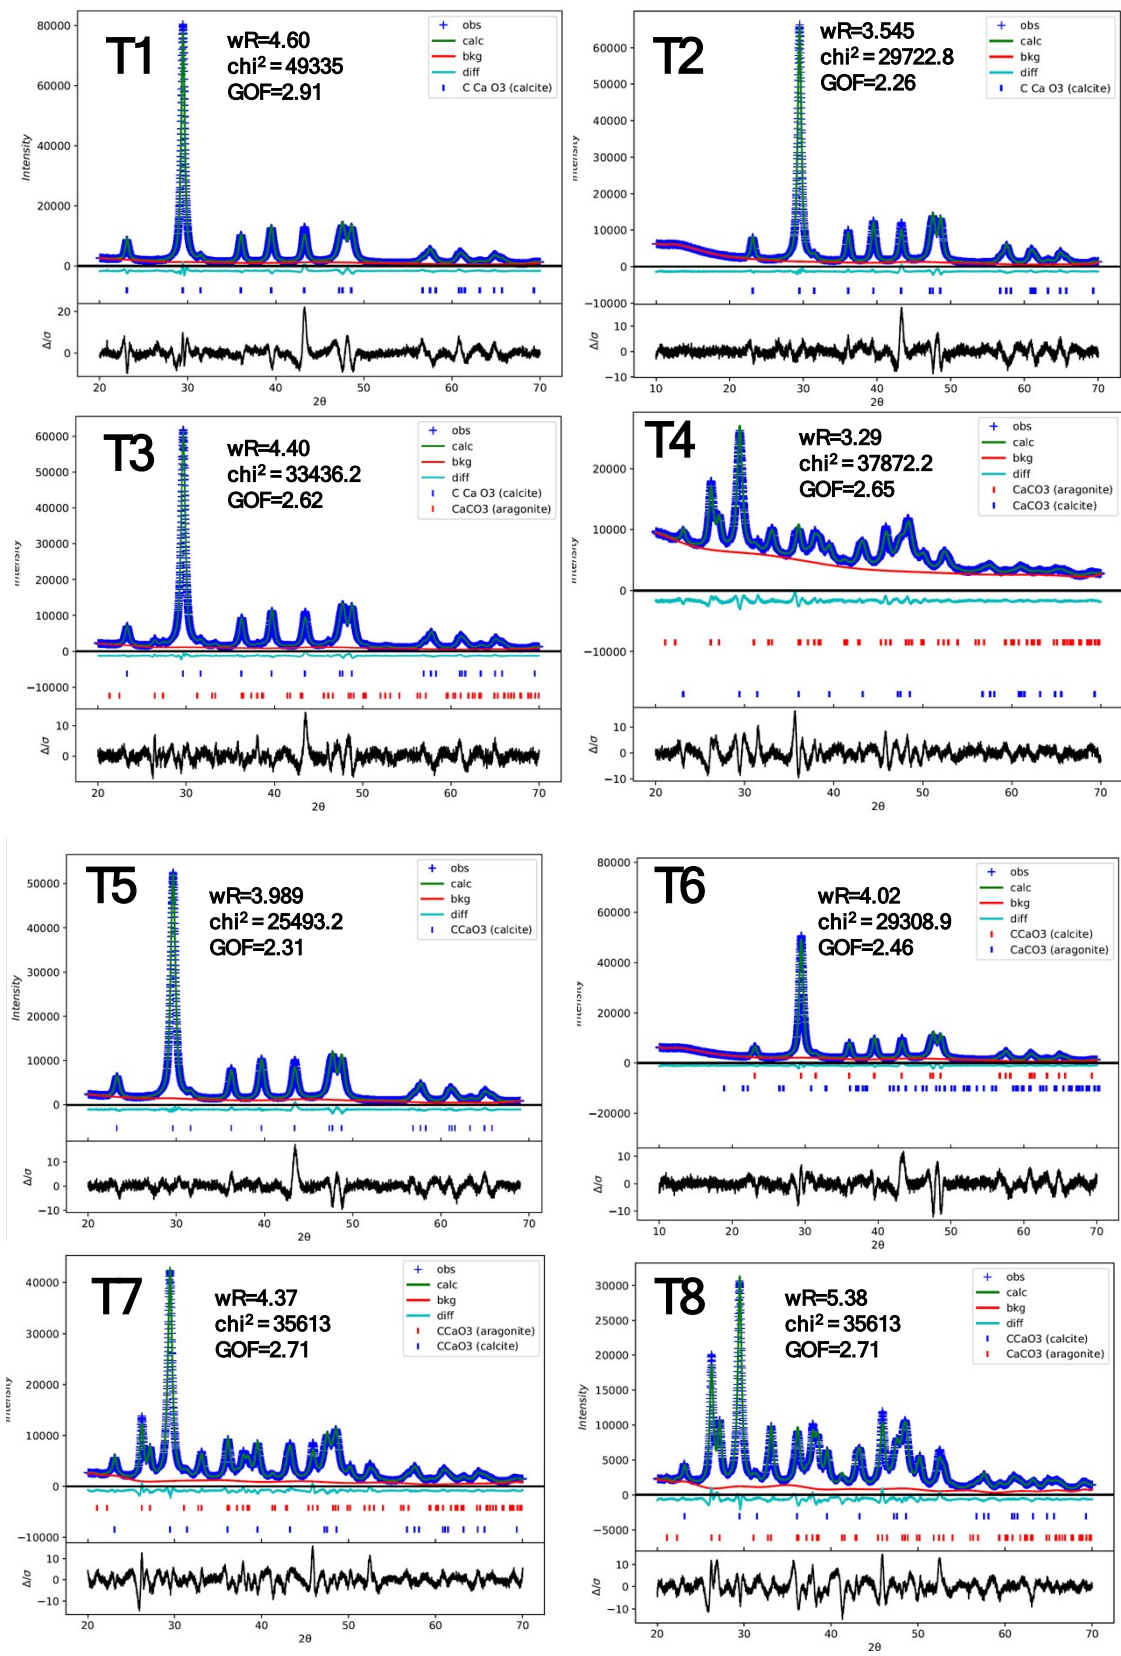 T1
wR=4.60
chi² = 49335
GOF=2.91
obs
calc
bkg
diff
C Ca O3 (calcite)
80000
60000
40000
20000
0
Intensity
20
0
Δ/σ
20 30 40 50 60 70
2θ
T2
wR=3.545
chi² = 29722.8
GOF=2.26
obs
calc
bkg
diff
C Ca O3 (calcite)
60000
50000
40000
30000
20000
10000
0
−10000
10
0
−10
Δ/σ
10 20 30 40 50 60 70
2θ
T3
wR=4.40
chi² = 33436.2
GOF=2.62
obs
calc
bkg
diff
C Ca O3 (calcite)
CaCO3 (aragonite)
60000
50000
40000
30000
20000
10000
0
−10000
Intensity
10
0
Δ/σ
20 30 40 50 60 70
2θ
T4
wR=3.29
chi² = 37872.2
GOF=2.65
obs
calc
bkg
diff
CaCO3 (aragonite)
CaCO3 (calcite)
20000
10000
0
−10000
Intensity
10
0
−10
Δ/σ
20 30 40 50 60 70
2θ
T5
wR=3.989
chi² = 25493.2
GOF=2.31
obs
calc
bkg
diff
CCaO3 (calcite)
50000
40000
30000
20000
10000
0
Intensity
10
0
−10
Δ/σ
20 30 40 50 60 70
2θ
T6
wR=4.02
chi² = 29308.9
GOF=2.46
obs
calc
bkg
diff
CCaO3 (calcite)
CaCO3 (aragonite)
80000
60000
40000
20000
0
−20000
10
0
−10
Δ/σ
10 20 30 40 50 60 70
2θ
T7
wR=4.37
chi² = 35613
GOF=2.71
obs
calc
bkg
diff
CCaO3 (aragonite)
CCaO3 (calcite)
40000
30000
20000
10000
0
−10000
10
0
−10
Δ/σ
20 30 40 50 60 70
2θ
T8
wR=5.38
chi² = 35613
GOF=2.71
obs
calc
bkg
diff
CCaO3 (calcite)
CaCO3 (aragonite)
30000
25000
20000
15000
10000
5000
0
−5000
Intensity
10
0
−10
Δ/σ
20 30 40 50 60 70
2θ